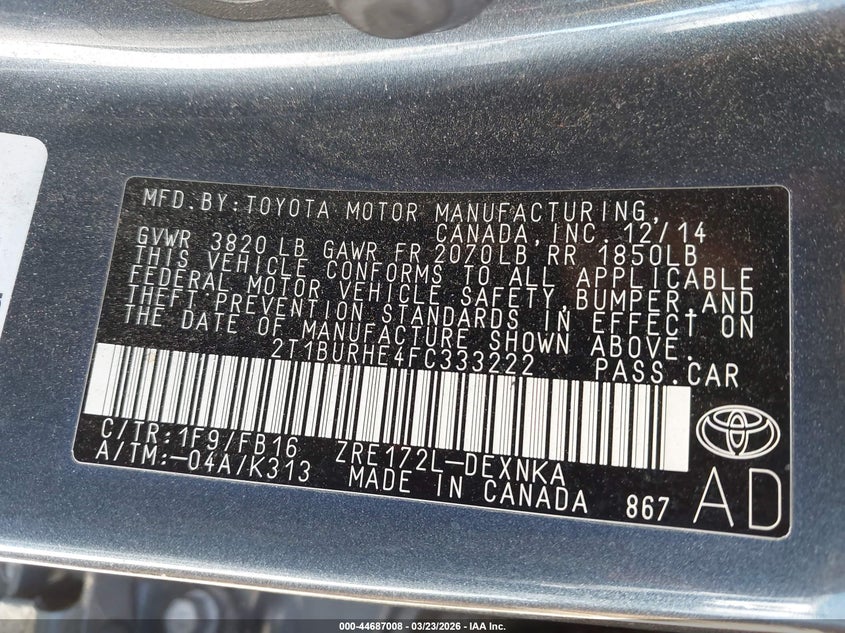 MFD.BY:TOYOTA MOTOR MANUFACTURING,
CANADA,INC. 12/14
GVWR 3820 LB GAWR FR 2070LB RR 1850LB
THIS VEHICLE CONFORMS TO ALL APPLICABLE
FEDERAL MOTOR VEHICLE SAFETY,BUMPER,AND
THEFT PREVENTION STANDARDS IN EFFECT ON
THE DATE OF MANUFACTURE SHOWN ABOVE.
2T1BURHE4FC333222 PASS.CAR
C/TR:1F9/FB16 ZRE172L-DEXNKA
A/TM:-04A/K313 MADE IN CANADA 867
AD
000-44687008 - 03/23/2026 - IAA Inc.